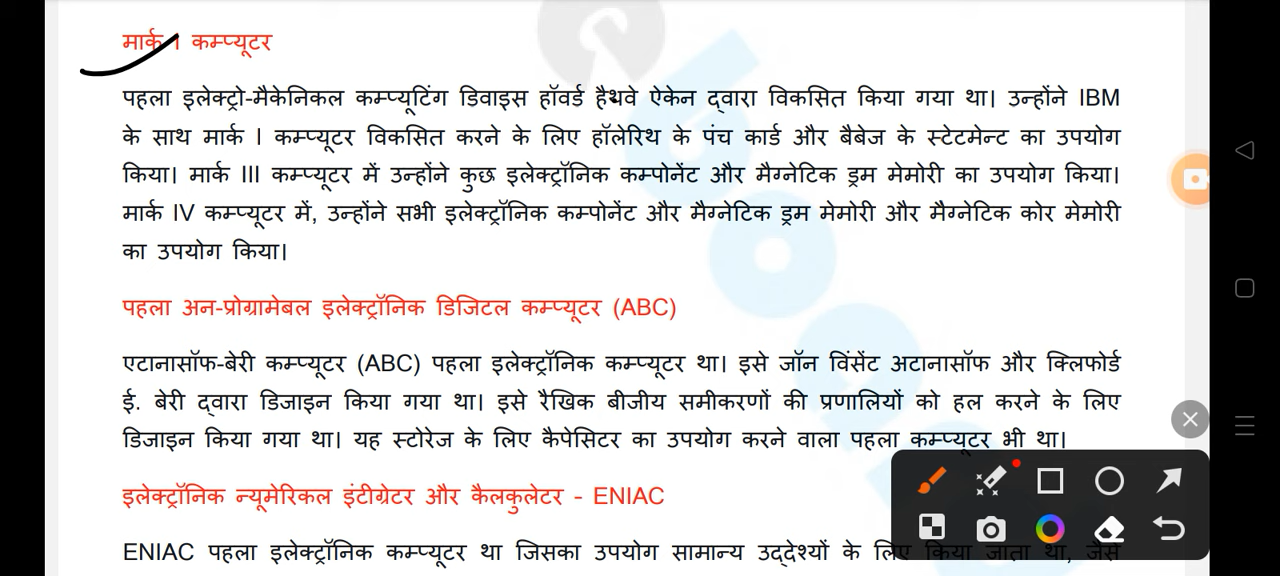 मार्क I कम्प्यूटर
पहला इलेक्ट्रो-मैकेनिकल कम्प्यूटिंग डिवाइस हॉवर्ड हैथवे ऐकेन द्वारा विकसित किया गया था। उन्होंने IBM
के साथ मार्क I कम्प्यूटर विकसित करने के लिए हॉलेरिथ के पंच कार्ड और बैबेज के स्टेटमेन्ट का उपयोग
किया। मार्क III कम्प्यूटर में उन्होंने कुछ इलेक्ट्रॉनिक कम्पोनेंट और मैग्नेटिक ड्रम मेमोरी का उपयोग किया।
मार्क IV कम्प्यूटर में, उन्होंने सभी इलेक्ट्रॉनिक कम्पोनेंट और मैग्नेटिक ड्रम मेमोरी और मैग्नेटिक कोर मेमोरी
का उपयोग किया।
पहला अन-प्रोग्रामेबल इलेक्ट्रॉनिक डिजिटल कम्प्यूटर (ABC)
एटानासॉफ-बेरी कम्प्यूटर (ABC) पहला इलेक्ट्रॉनिक कम्प्यूटर था। इसे जॉन विंसेंट अटानासॉफ और क्लिफोर्ड
ई. बेरी द्वारा डिजाइन किया गया था। इसे रैखिक बीजीय समीकरणों की प्रणालियों को हल करने के लिए
डिजाइन किया गया था। यह स्टोरेज के लिए कैपेसिटर का उपयोग करने वाला पहला कम्प्यूटर भी था।
इलेक्ट्रॉनिक न्यूमेरिकल इंटीग्रेटर और कैलकुलेटर - ENIAC
ENIAC पहला इलेक्ट्रॉनिक कम्प्यूटर था जिसका उपयोग सामान्य उद्देश्यों के लिए किया जाता था, जैसे